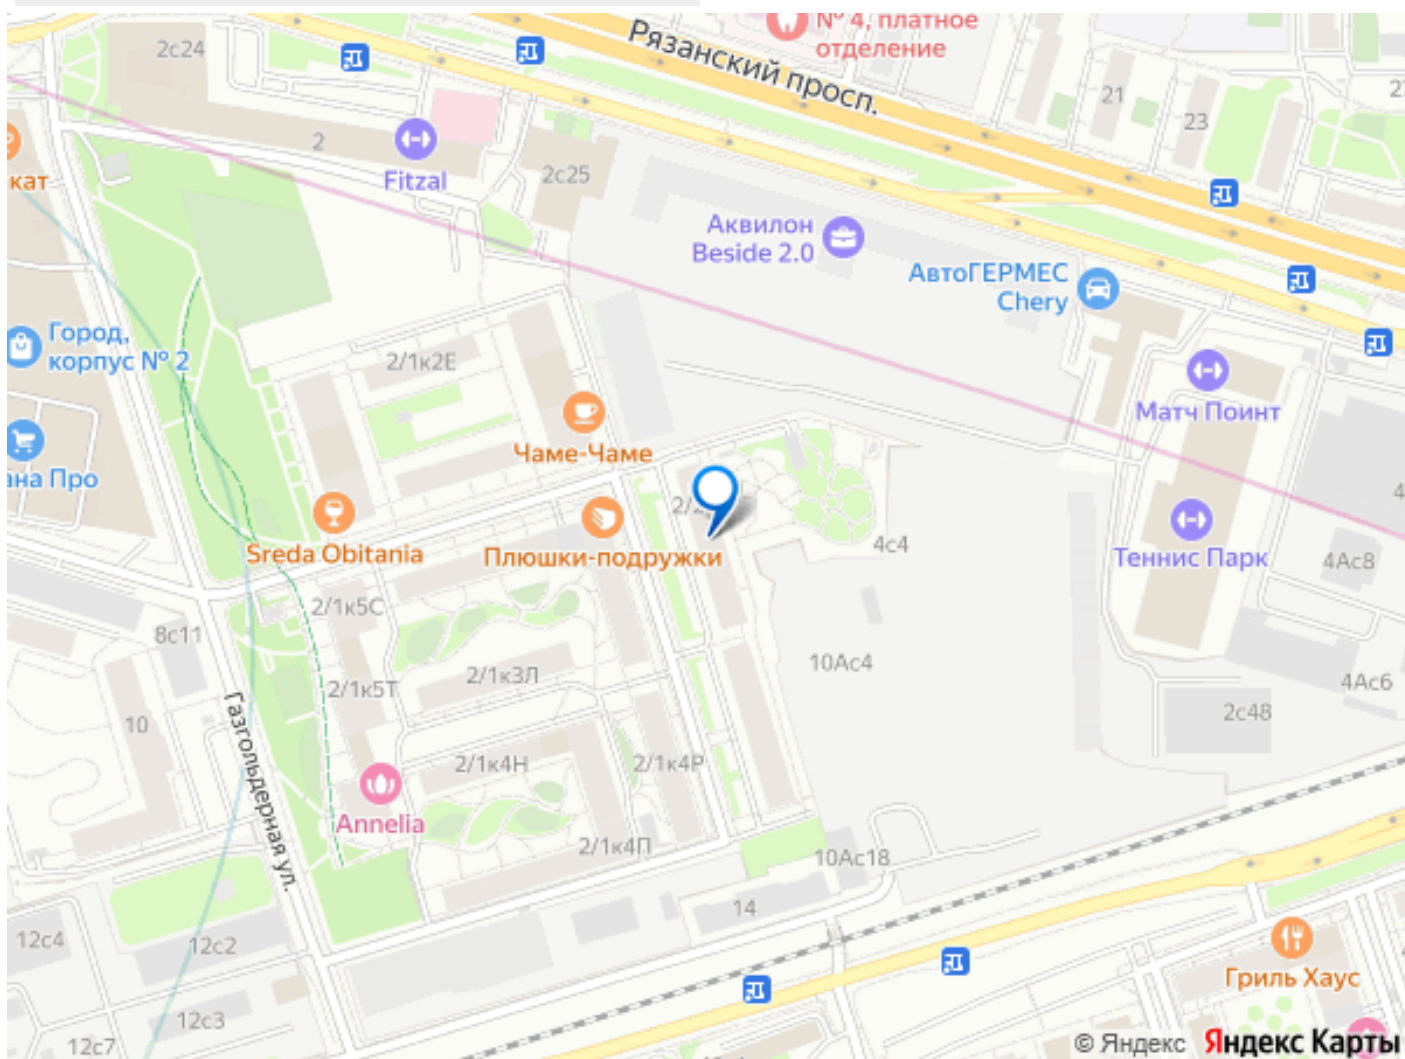 № 4, платное
отделение
2с24
Рязанский просп.
21
23
2
Fitzal
2с25
кат
Аквилон
Beside 2.0
АвтоГЕРМЕС
Chery
Город,
корпус № 2
2/1к2Е
Матч Поинт
Чаме-Чаме
ана Про
Sreda Obitania
Плюшки-подружки
4с4
Теннис Парк
4Ас8
2/1к5С
8с11
10Ас4
2/1к3Л
2/1к5Т
4Ас6
2с48
10
Газгольдерная ул.
2/1к4Н
2/1к4Р
Annelia
2/1к4П
10Ас18
14
12с4
12с2
Гриль Хаус
12с3
12с7
© Яндекс Яндекс Карты